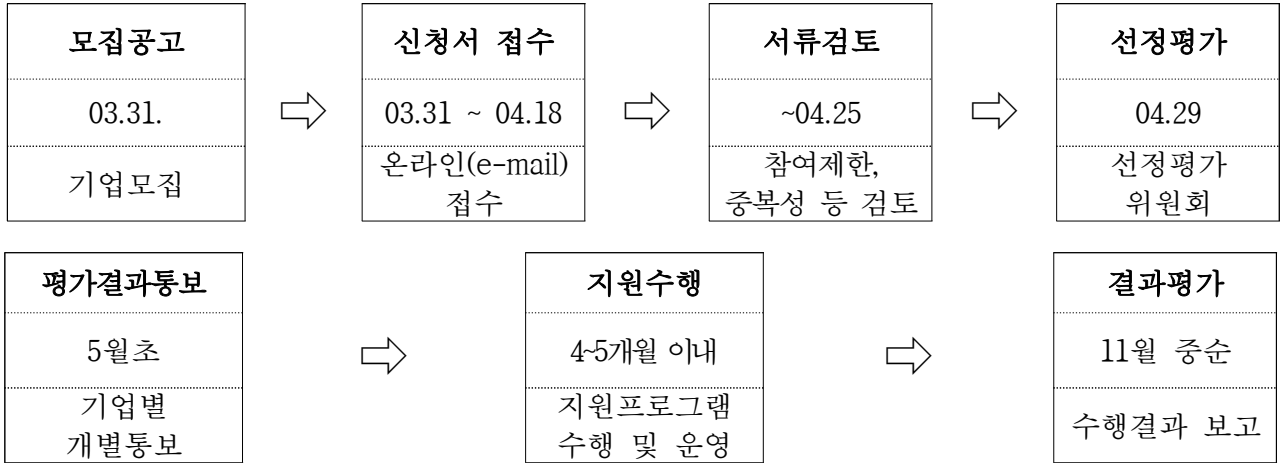 모집공고
03.31.
기업모집
신청서 접수
03.31 ~ 04.18
온라인(e-mail)
접수
서류검토
~04.25
참여제한,
중복성 등 검토
선정평가
04.29
선정평가
위원회
평가결과통보
5월초
기업별
개별통보
지원수행
4~5개월 이내
지원프로그램
수행 및 운영
결과평가
11월 중순
수행결과 보고